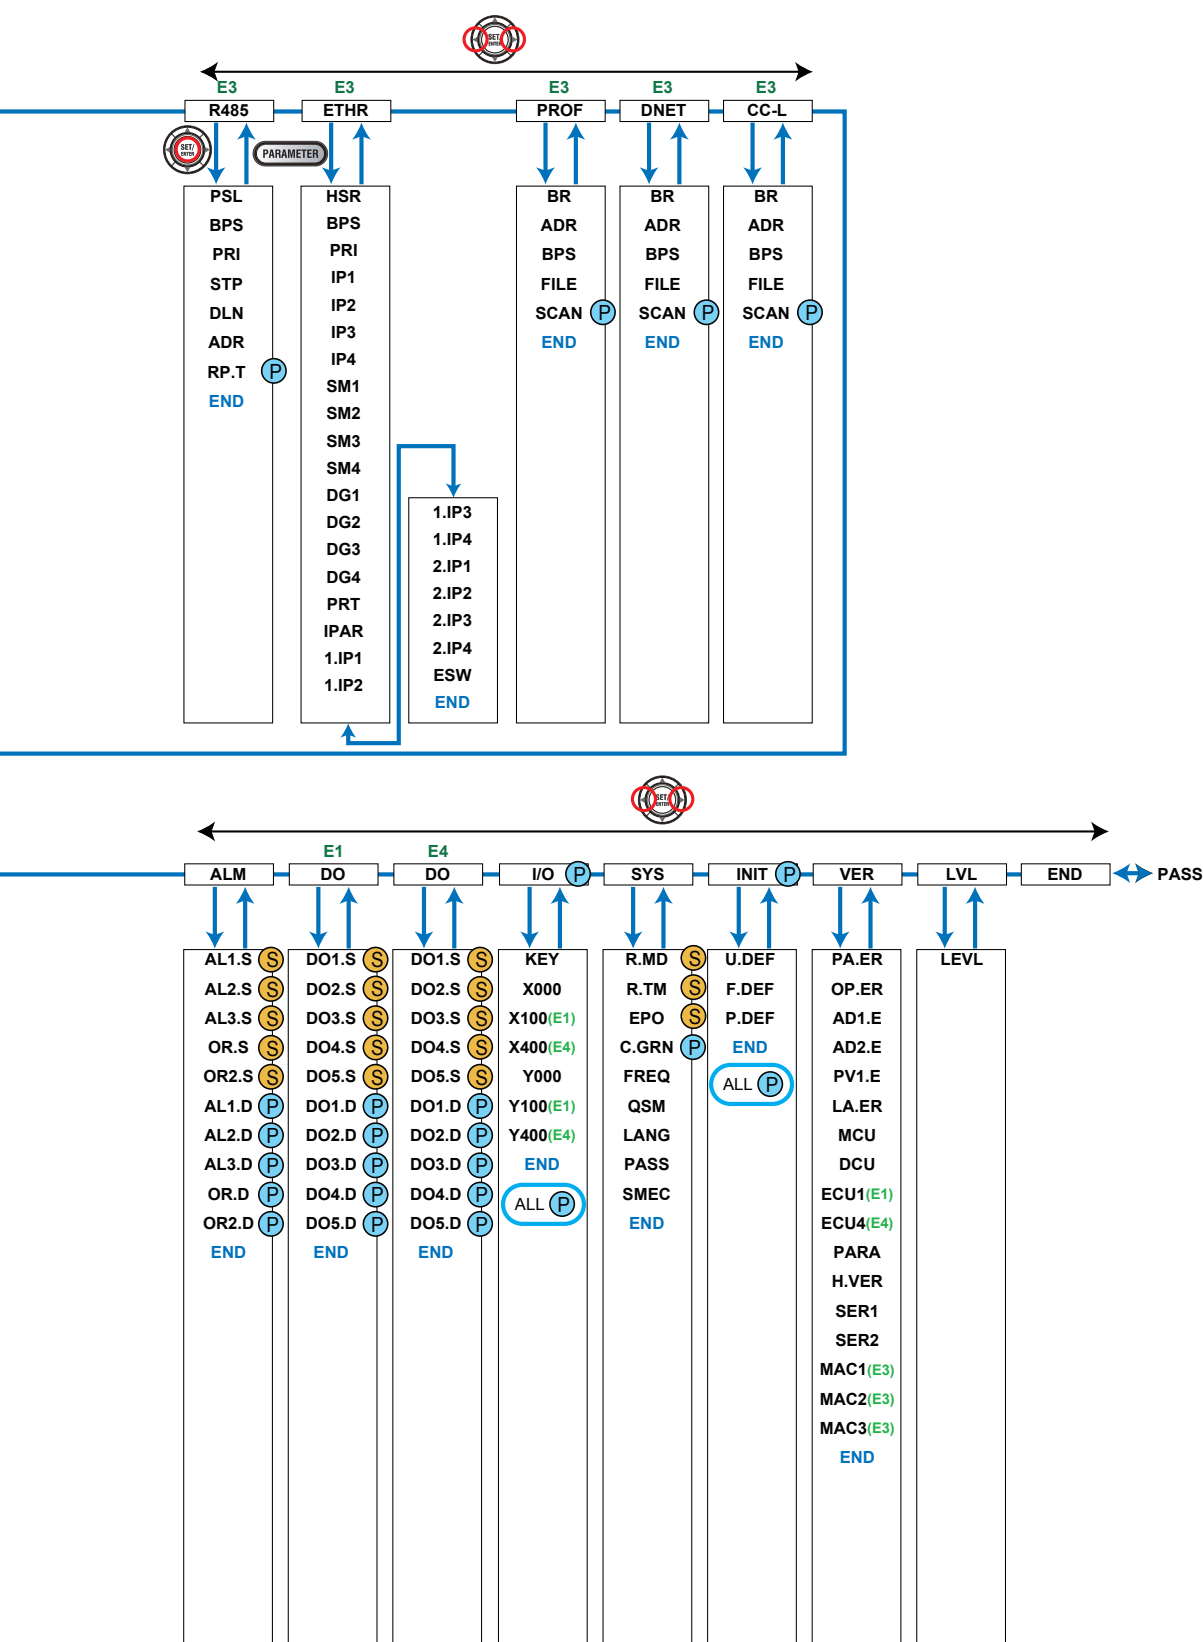 SET/
ENTER
E3 E3 E3 E3 E3
R485 ETHR PROF DNET CC-L
SET/
ENTER
PARAMETER
PSL
BPS
PRI
STP
DLN
ADR
RP.T P
END
HSR
BPS
PRI
IP1
IP2
IP3
IP4
SM1
SM2
SM3
SM4
DG1
DG2
DG3
DG4
PRT
IPAR
1.IP1
1.IP2
1.IP3
1.IP4
2.IP1
2.IP2
2.IP3
2.IP4
ESW
END
BR
ADR
BPS
FILE
SCAN P
END
BR
ADR
BPS
FILE
SCAN P
END
BR
ADR
BPS
FILE
SCAN P
END
SET/
ENTER
E1 E4
ALM DO DO I/O P SYS INIT P VER LVL END PASS
AL1.S S
AL2.S S
AL3.S S
OR.S S
OR2.S S
AL1.D P
AL2.D P
AL3.D P
OR.D P
OR2.D P
END
DO1.S S
DO2.S S
DO3.S S
DO4.S S
DO5.S S
DO1.D P
DO2.D P
DO3.D P
DO4.D P
DO5.D P
END
DO1.S S
DO2.S S
DO3.S S
DO4.S S
DO5.S S
DO1.D P
DO2.D P
DO3.D P
DO4.D P
DO5.D P
END
KEY
X000
X100(E1)
X400(E4)
Y000
Y100(E1)
Y400(E4)
END
ALL P
R.MD S
R.TM S
EPO S
C.GRN P
FREQ
QSM
LANG
PASS
SMEC
END
U.DEF
F.DEF
P.DEF
END
ALL P
PA.ER
OP.ER
AD1.E
AD2.E
PV1.E
LA.ER
MCU
DCU
ECU1(E1)
ECU4(E4)
PARA
H.VER
SER1
SER2
MAC1(E3)
MAC2(E3)
MAC3(E3)
END
LEVL